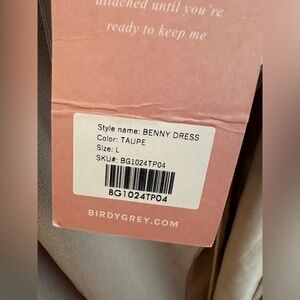 attached until you're
ready to keep me
Style name: BENNY DRESS
Color: TAUPE
Size: L
SKU#: BG1024TP04
BG1024TP04
BIRDYGREY.COM